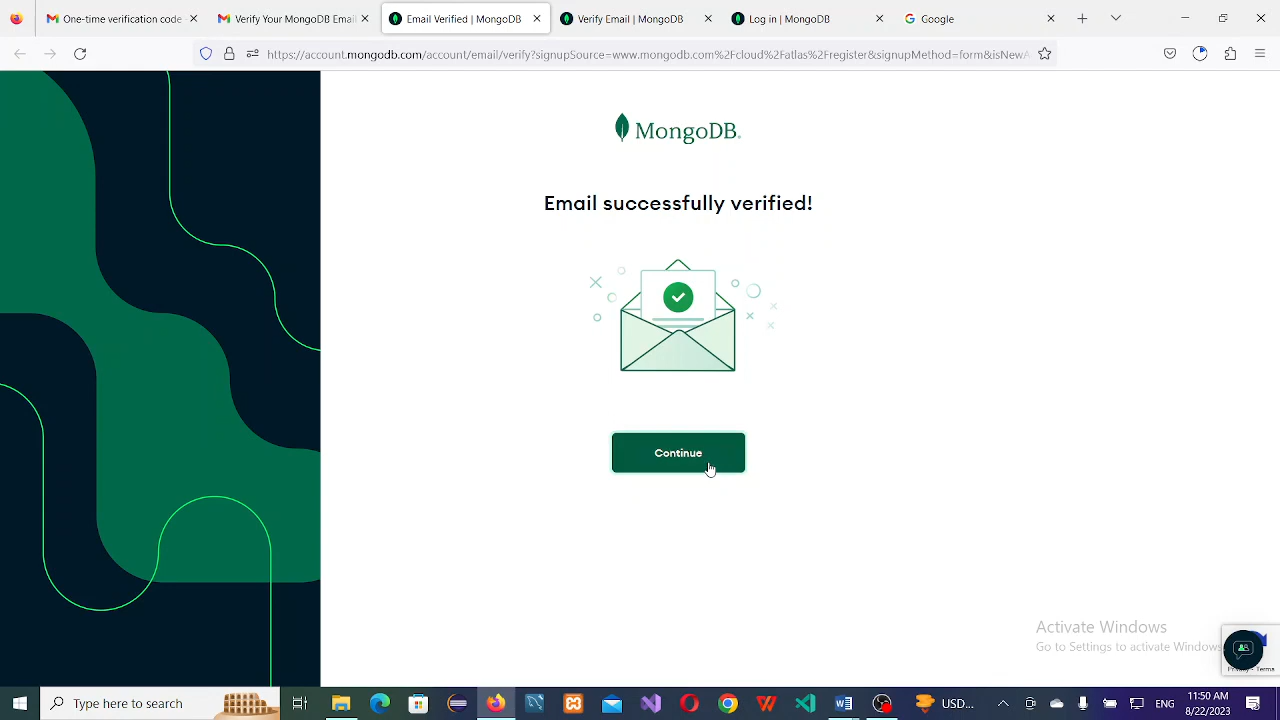 One-time verification code
Verify Your MongoDB Email
Email Verified | MongoDB
Verify Email | MongoDB
Log in | MongoDB
Google
https://account.mongodb.com/account/email/verify?signupSource=www.mongodb.com%2Fcloud%2Fatlas%2Fregister&signupMethod=form&isNewA
MongoDB.
Email successfully verified!
Continue
Activate Windows
Go to Settings to activate Windows.
Privacy - Terms
Type here to search
ENG
11:50 AM
8/22/2023